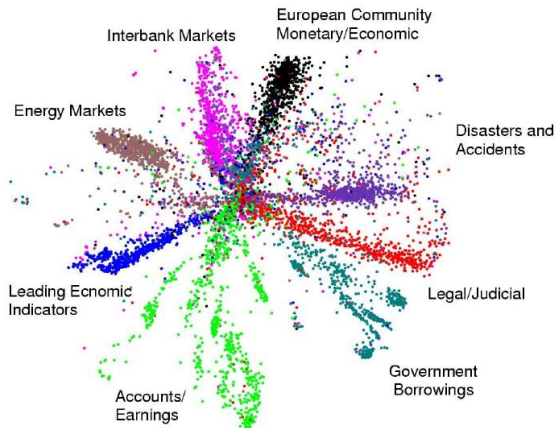 European Community
Monetary/Economic
Interbank Markets
Energy Markets
Disasters and
Accidents
Leading Ecnomic
Indicators
Legal/Judicial
Government
Borrowings
Accounts/
Earnings